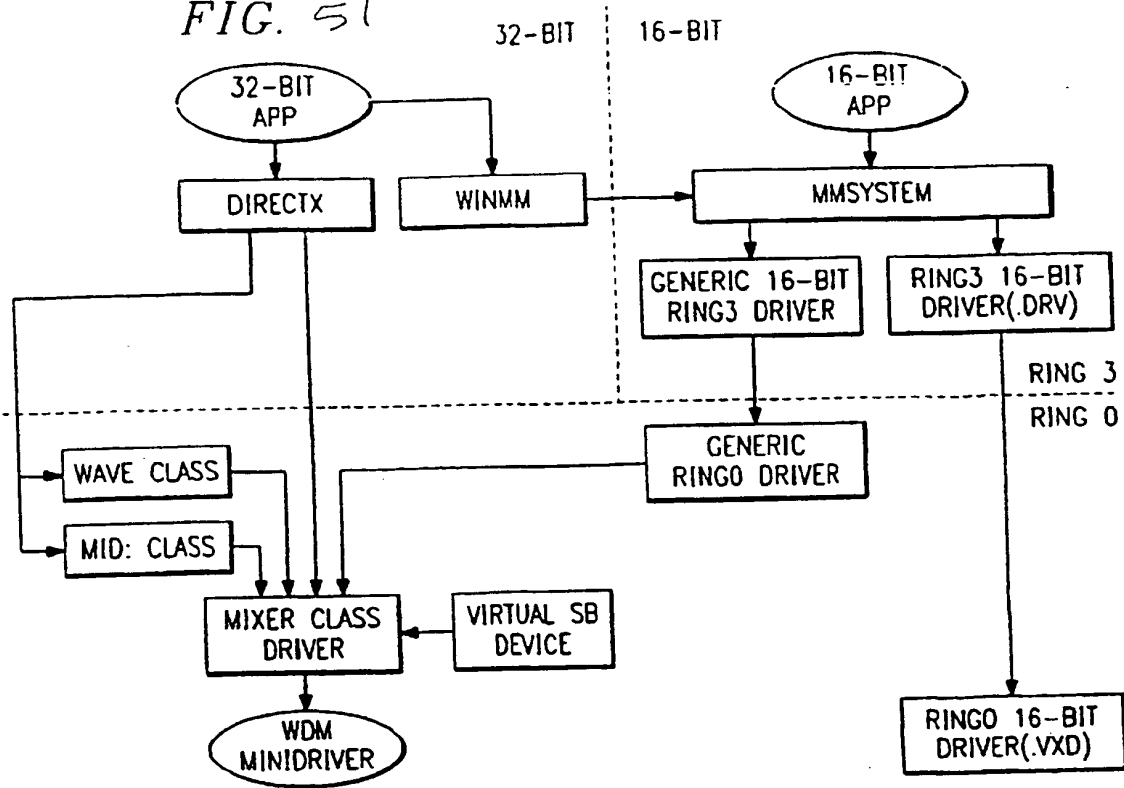 FIG. 51
32-BIT
16-BIT
32-BIT
APP
16-BIT
APP
DIRECTX
WINMM
MMSYSTEM
GENERIC 16-BIT
RING3 DRIVER
RING3 16-BIT
DRIVER(.DRV)
RING 3
RING 0
WAVE CLASS
GENERIC
RING0 DRIVER
MID: CLASS
MIXER CLASS
DRIVER
VIRTUAL SB
DEVICE
WDM
MINIDRIVER
RING0 16-BIT
DRIVER(.VXD)